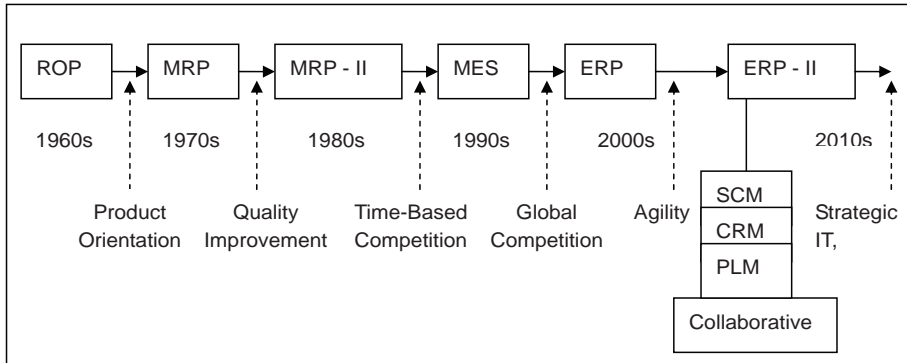 ROP MRP MRP - II MES ERP ERP - II
1960s 1970s 1980s 1990s 2000s 2010s
Product Quality Time-Based Global Agility Strategic
Orientation Improvement Competition Competition IT,
SCM
CRM
PLM
Collaborative